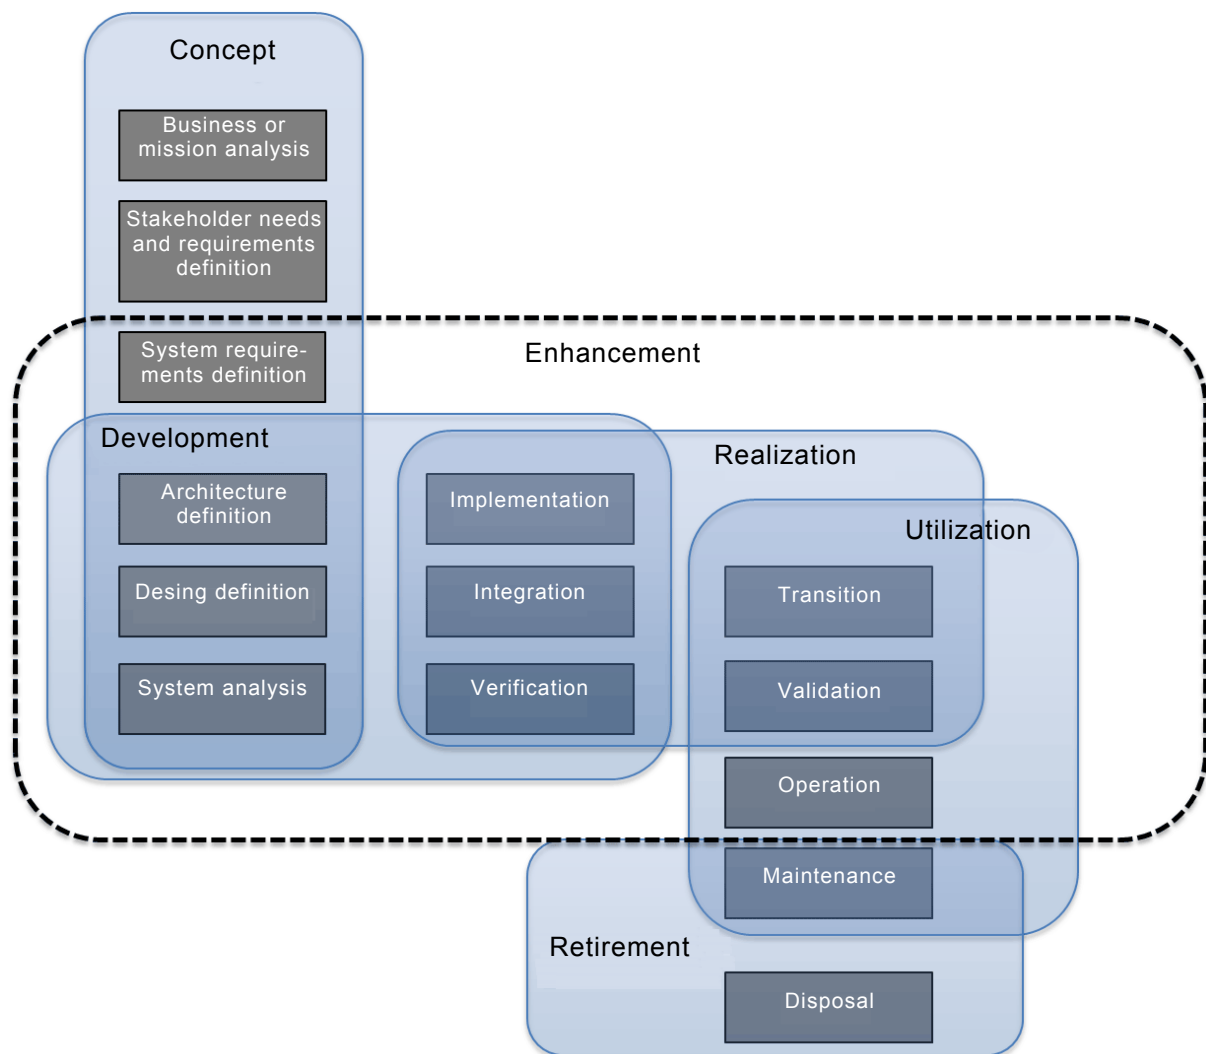 Concept
Business or
mission analysis
Stakeholder needs
and requirements
definition
System require-
ments definition
Enhancement
Development
Realization
Architecture
definition
Implementation
Utilization
Desing definition
Integration
Transition
System analysis
Verification
Validation
Operation
Maintenance
Retirement
Disposal